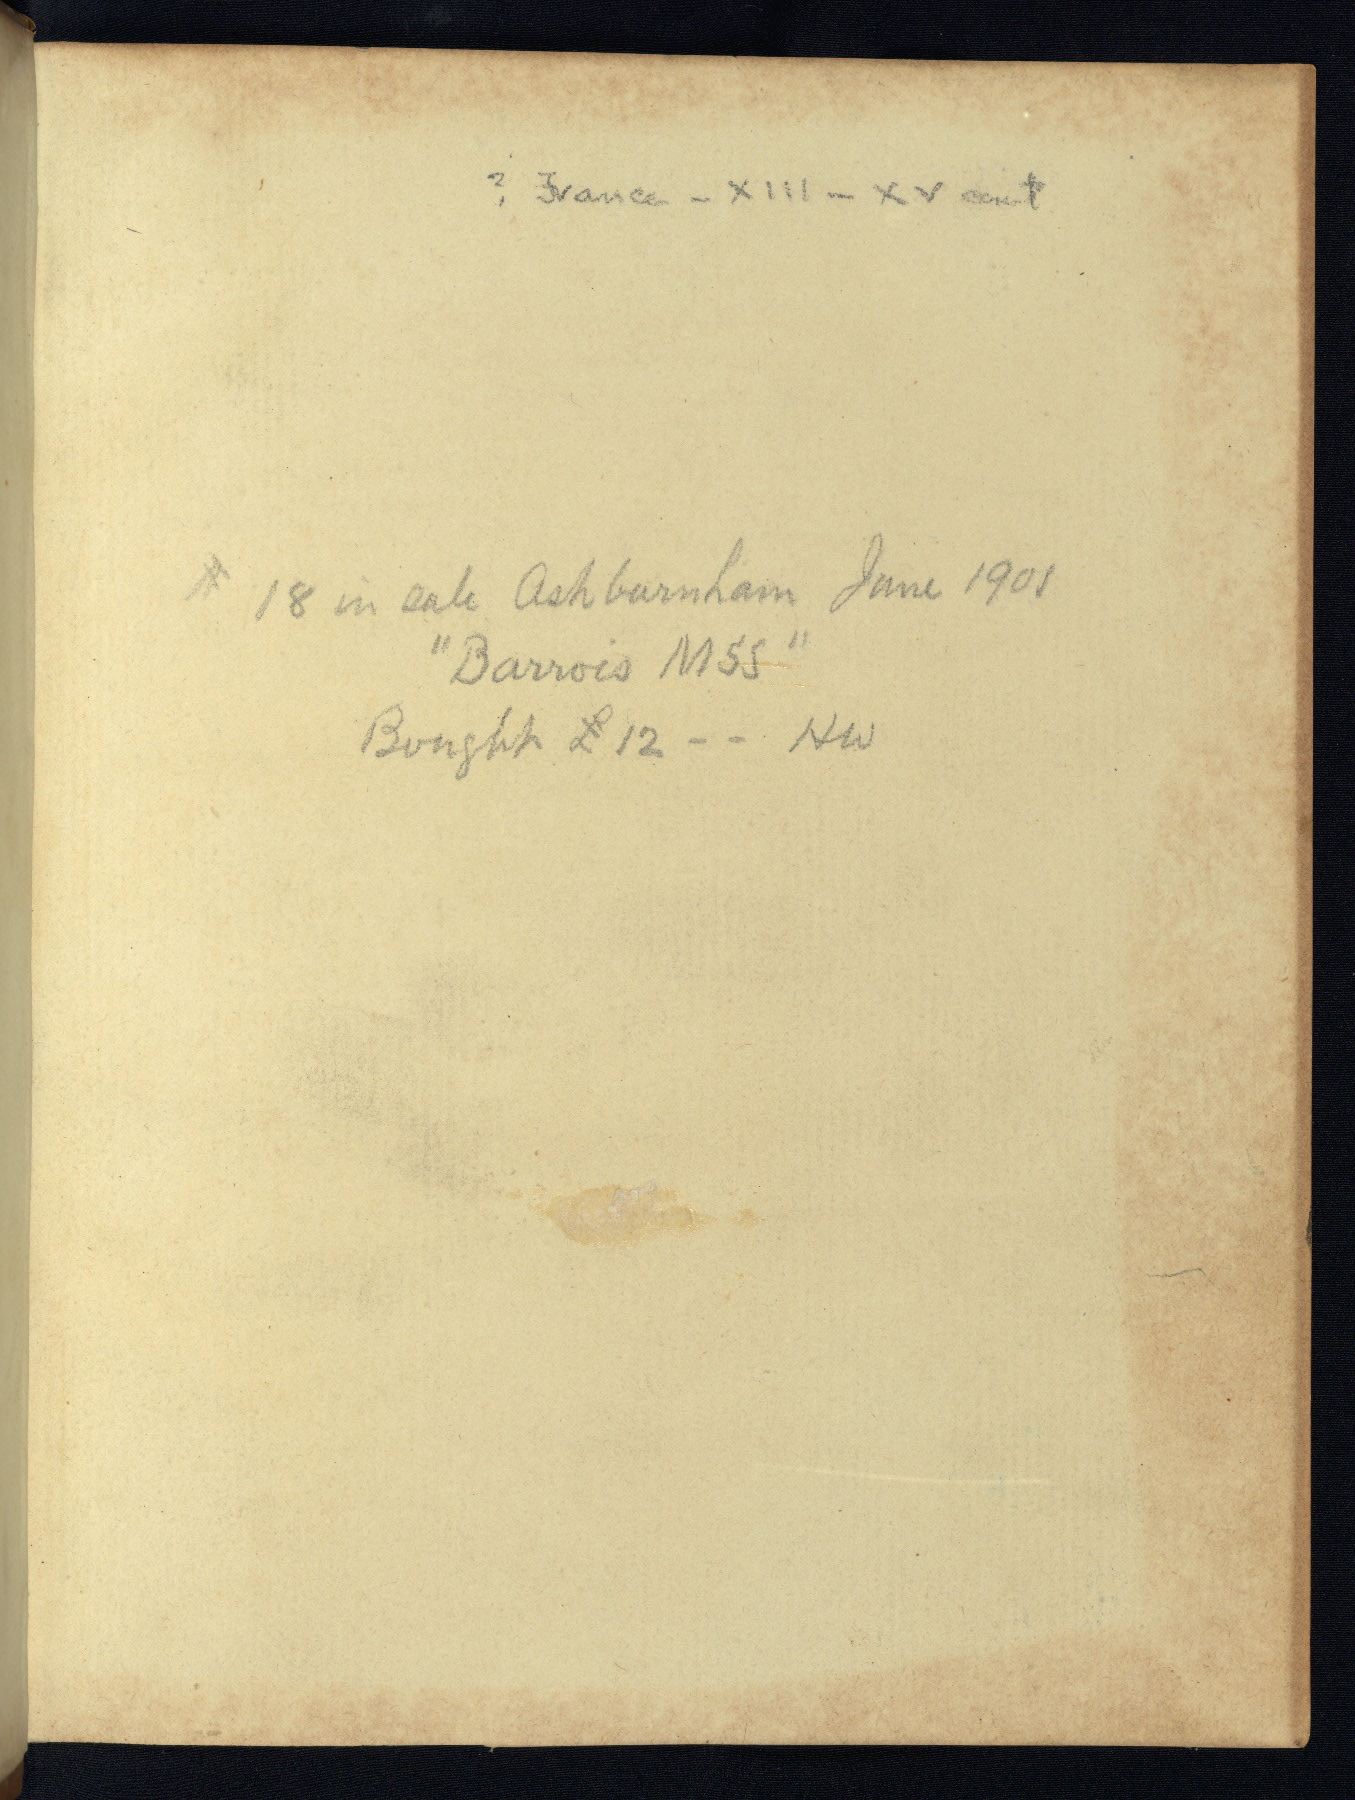 ? France - XIII - XV cent
# 18 in sale Ashburnham June 1901
"Barrois MSS"
Bought £ 12 - - HW